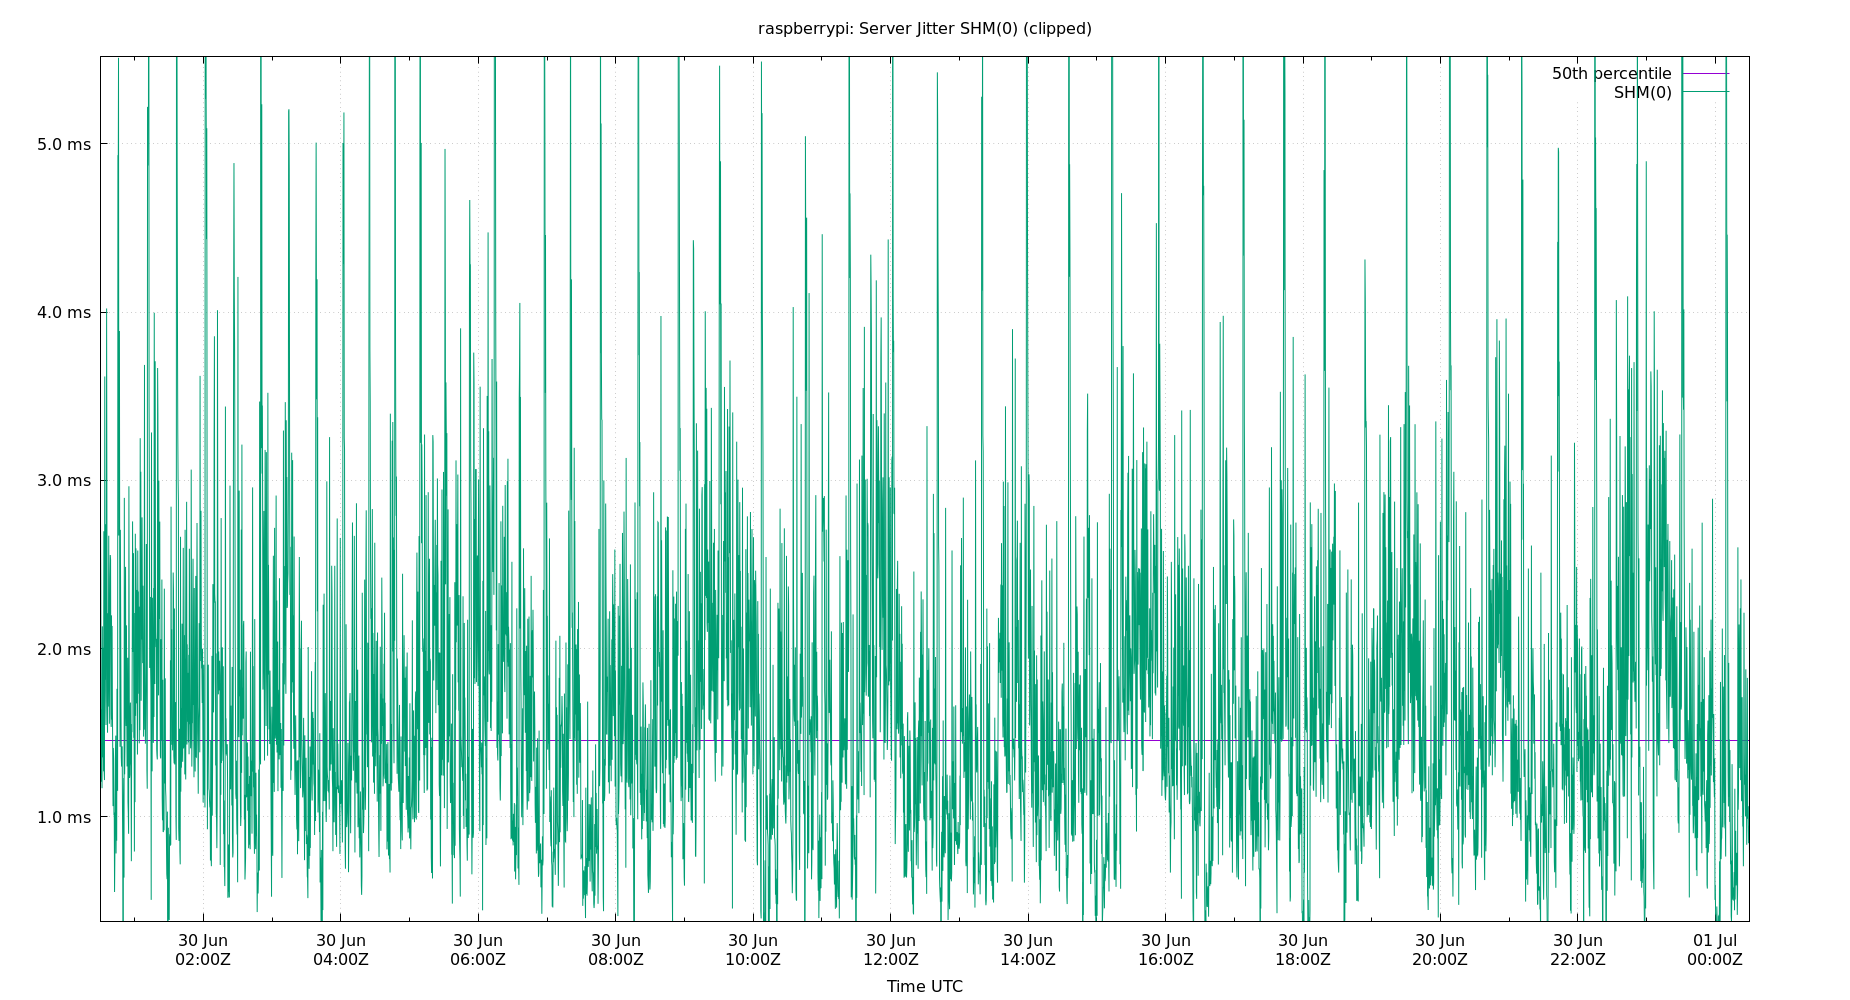 raspberrypi: Server Jitter SHM(0) (clipped)
50th percentile
SHM(0)
5.0 ms
4.0 ms
3.0 ms
2.0 ms
1.0 ms
30 Jun 30 Jun 30 Jun 30 Jun 30 Jun 30 Jun 30 Jun 30 Jun 30 Jun 30 Jun 30 Jun 01 Jul
02:00Z 04:00Z 06:00Z 08:00Z 10:00Z 12:00Z 14:00Z 16:00Z 18:00Z 20:00Z 22:00Z 00:00Z
Time UTC